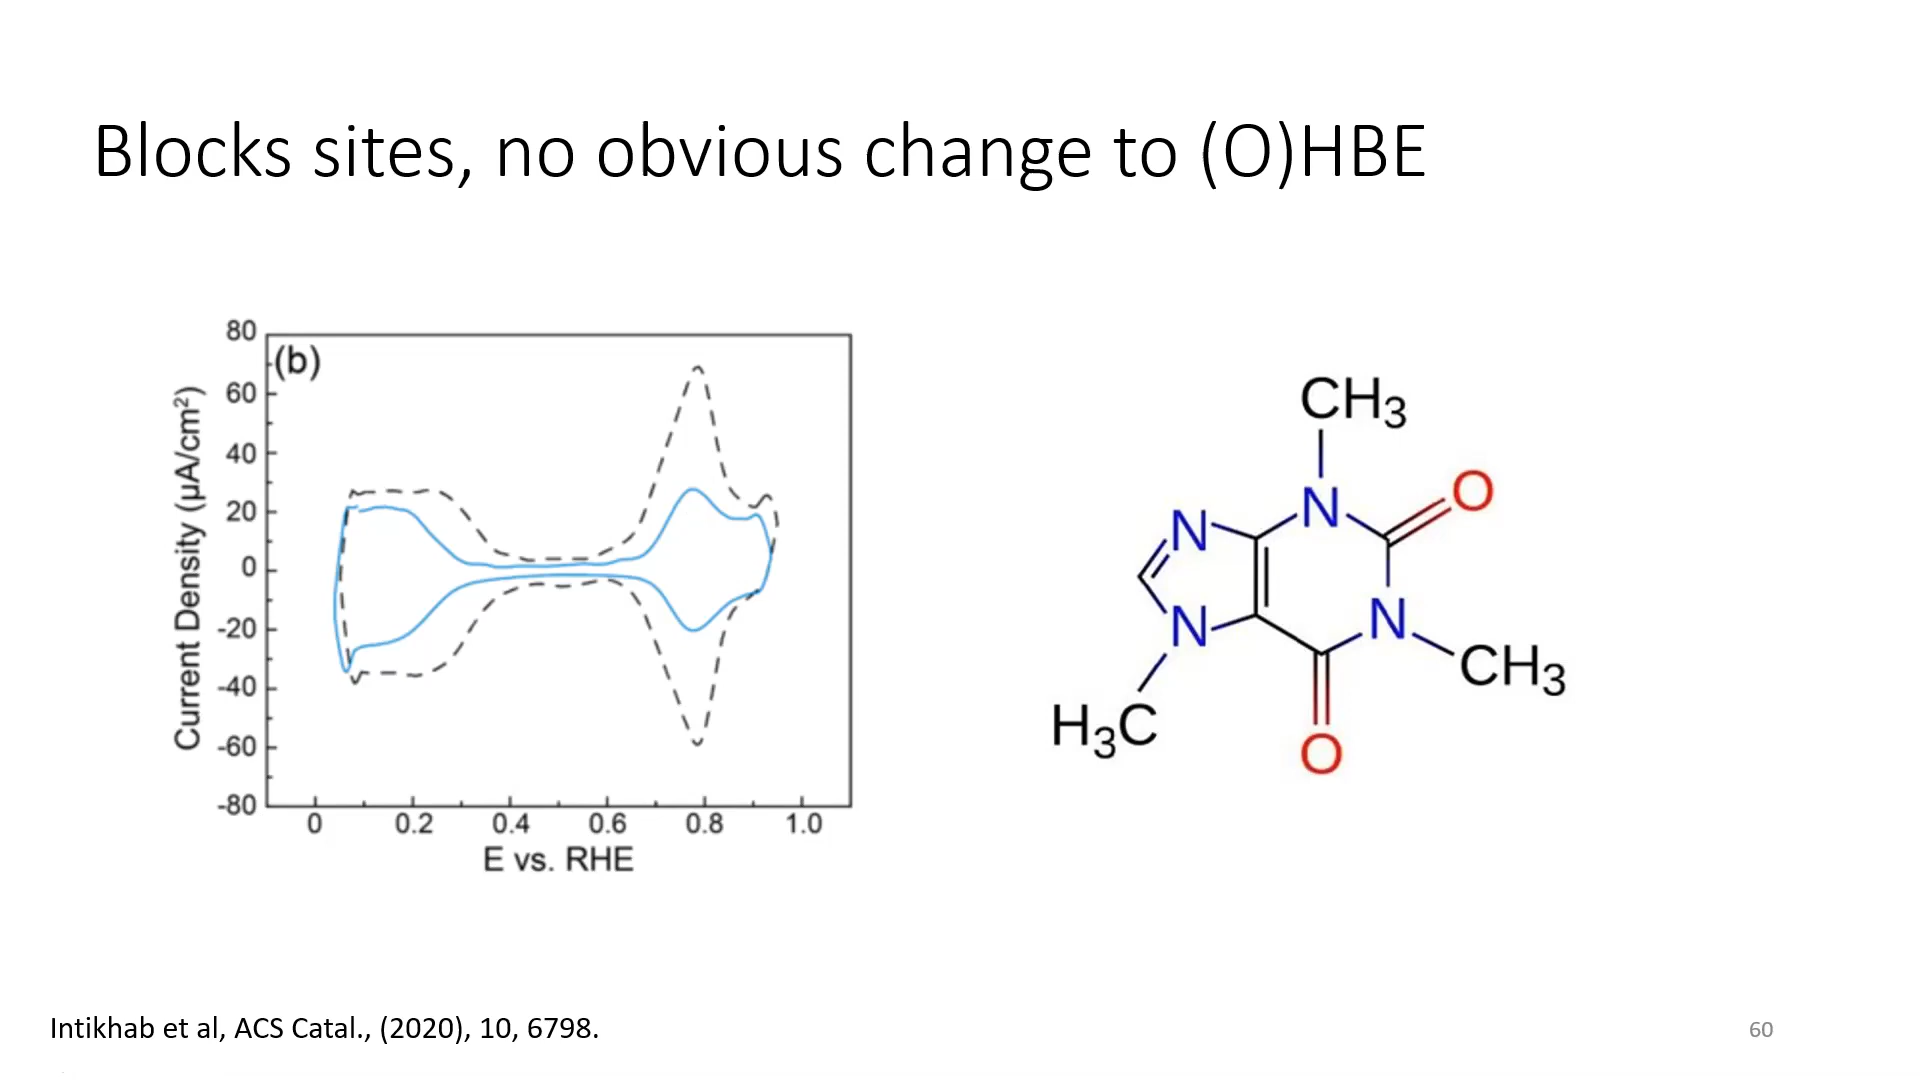 Blocks sites, no obvious change to (O)HBE
(b)
Current Density (µA/cm²)
80
60
40
20
0
-20
-40
-60
-80
0 0.2 0.4 0.6 0.8 1.0
E vs. RHE
CH₃
N
O
N
N
N
CH₃
H₃C
O
Intikhab et al, ACS Catal., (2020), 10, 6798.
60